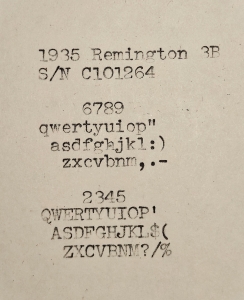 1935 Remington 3B
S/N C101264
6789
qwertyuiop"
asdfghjkl:)
zxcvbnm,.-
2345
QWERTYUIOP'
ASDFGHJKL$(
ZXCVBNM?/%